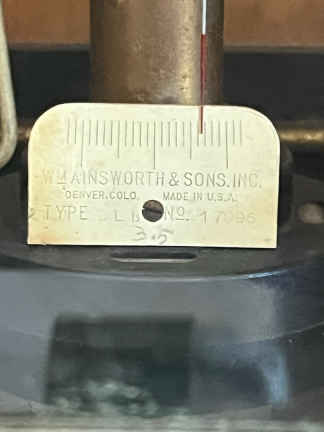 WM AINSWORTH & SONS. INC.
DENVER. COLO. MADE IN U.S.A.
TYPE No. 17096
3.5